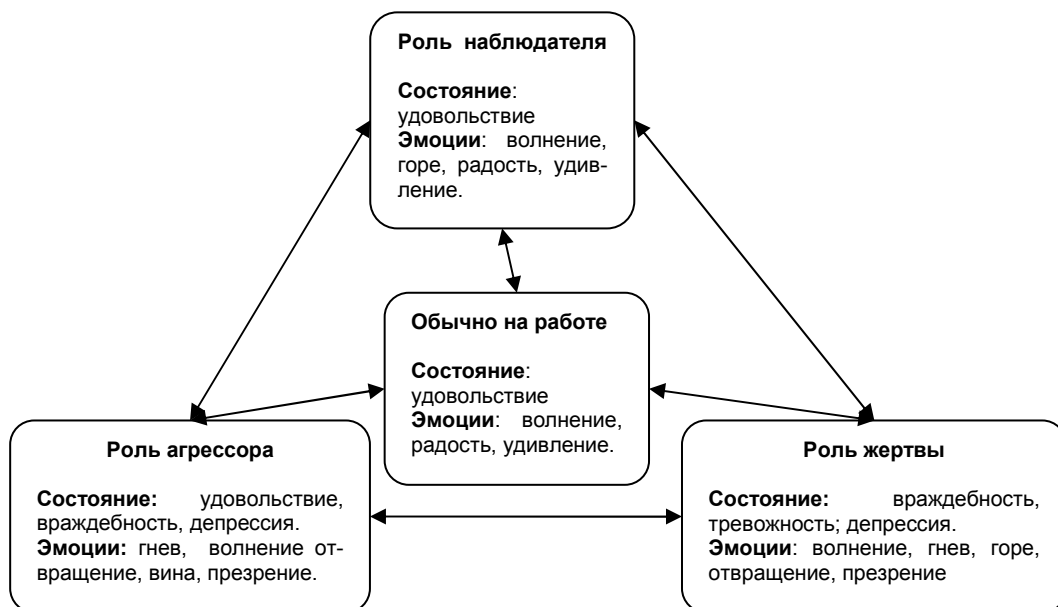 Роль наблюдателя
Состояние:
удовольствие
Эмоции: волнение,
горе, радость, удив-
ление.
Обычно на работе
Состояние:
удовольствие
Эмоции: волнение,
радость, удивление.
Роль агрессора
Состояние: удовольствие,
враждебность, депрессия.
Эмоции: гнев, волнение от-
вращение, вина, презрение.
Роль жертвы
Состояние: враждебность,
тревожность; депрессия.
Эмоции: волнение, гнев, горе,
отвращение, презрение